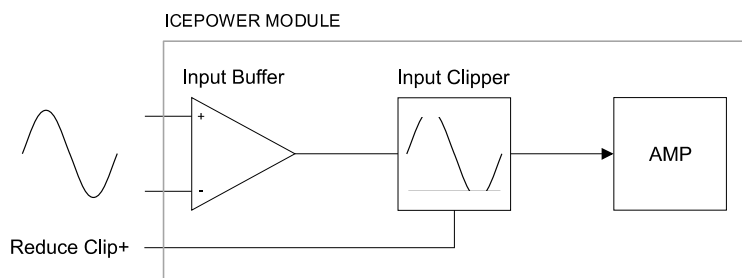 ICEPOWER MODULE
Input Buffer
Input Clipper
+
-
AMP
Reduce Clip+